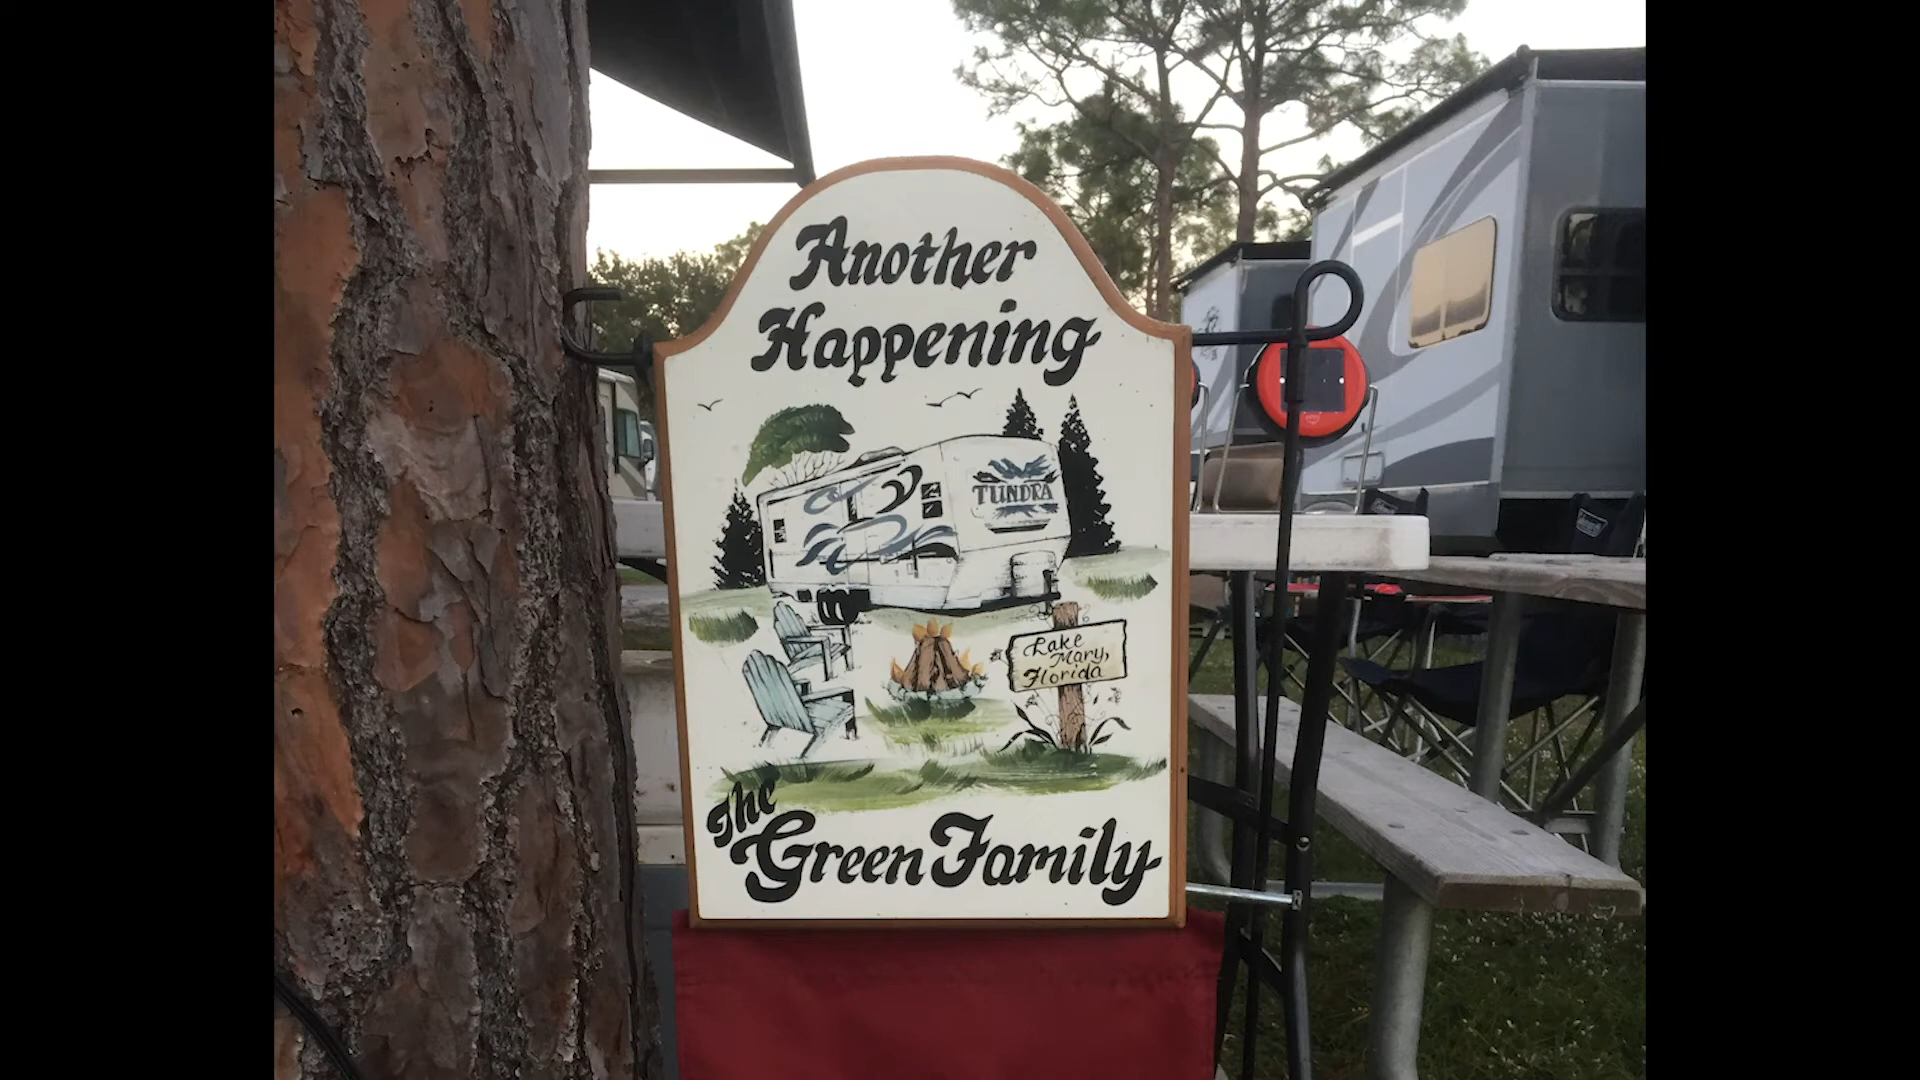 Another
Happening
TUNDRA
Lake
Mary,
Florida
The
Green Family